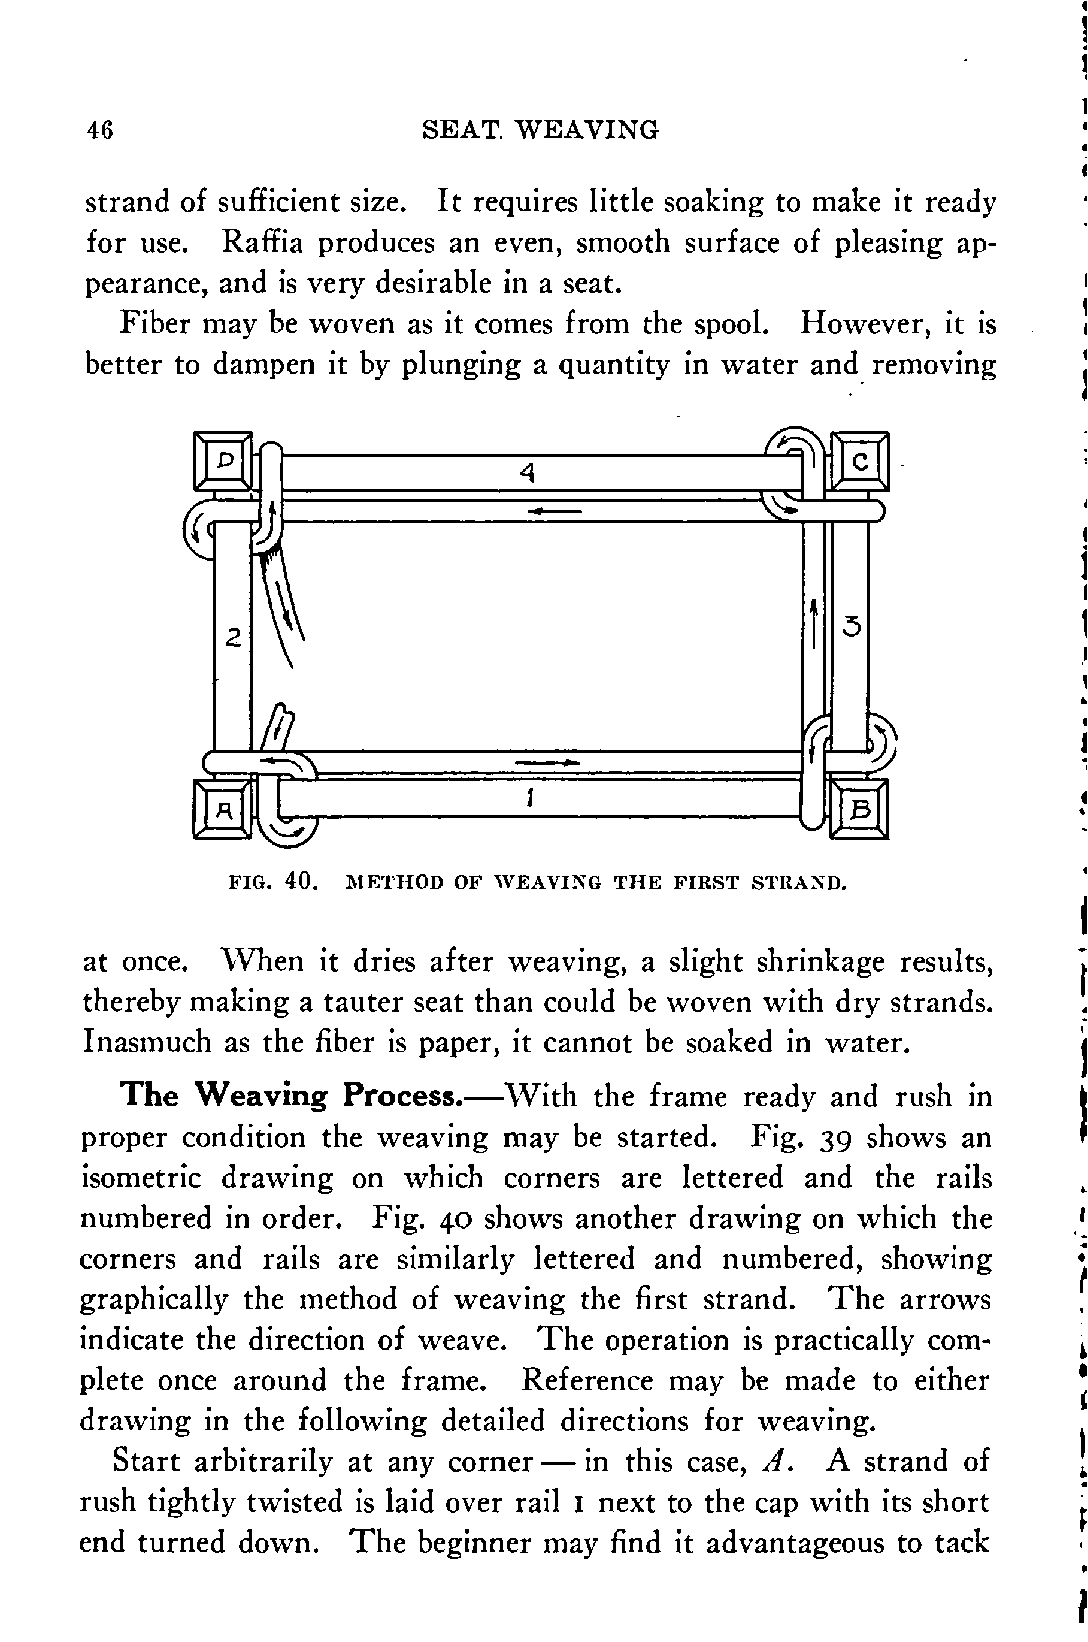 46
SEAT. WEAVING
strand of sufficient size. It requires little soaking to make it ready
for use. Raffia produces an even, smooth surface of pleasing ap-
pearance, and is very desirable in a seat.
Fiber may be woven as it comes from the spool. However, it is
better to dampen it by plunging a quantity in water and removing
D
4
C
2
3
A
1
B
FIG. 40. METHOD OF WEAVING THE FIRST STRAND.
at once. When it dries after weaving, a slight shrinkage results,
thereby making a tauter seat than could be woven with dry strands.
Inasmuch as the fiber is paper, it cannot be soaked in water.
The Weaving Process.—With the frame ready and rush in
proper condition the weaving may be started. Fig. 39 shows an
isometric drawing on which corners are lettered and the rails
numbered in order. Fig. 40 shows another drawing on which the
corners and rails are similarly lettered and numbered, showing
graphically the method of weaving the first strand. The arrows
indicate the direction of weave. The operation is practically com-
plete once around the frame. Reference may be made to either
drawing in the following detailed directions for weaving.
Start arbitrarily at any corner — in this case, A. A strand of
rush tightly twisted is laid over rail 1 next to the cap with its short
end turned down. The beginner may find it advantageous to tack